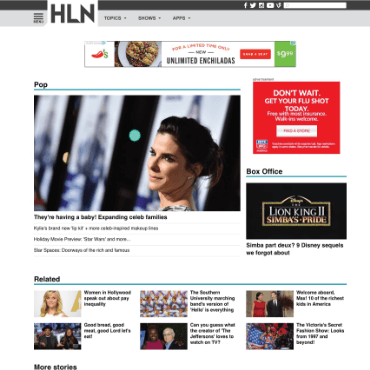 MENU
HLN
TOPICS
SHOWS
APPS
FOR A LIMITED TIME ONLY
NEW
UNLIMITED ENCHILADAS
advertisement
DON'T WAIT.
GET YOUR FLU SHOT
TODAY.
Free with most insurance.
Walk-ins welcome.
FIND A STORE
Pop
They're having a baby! Expanding celeb families
Kylie's brand new 'lip kit' + more celeb-inspired makeup lines
Holiday Movie Preview: 'Star Wars' and more...
Star Spaces: Doorways of the rich and famous
Box Office
Disney's
THE
LION KING II
SIMBA'S PRIDE
Simba part deux? 9 Disney sequels
we forgot about
Related
Women in Hollywood
speak out about pay
inequality
The Southern
University marching
band's version of
'Hello' is everything
Welcome aboard,
Max! 10 of the richest
kids in America
Good bread, good
meat, good Lord let's
eat!
Can you guess what
the creator of 'The
Jeffersons' loves to
watch on TV?
The Victoria's Secret
Fashion Show: Looks
from 1997 and
beyond!
More stories